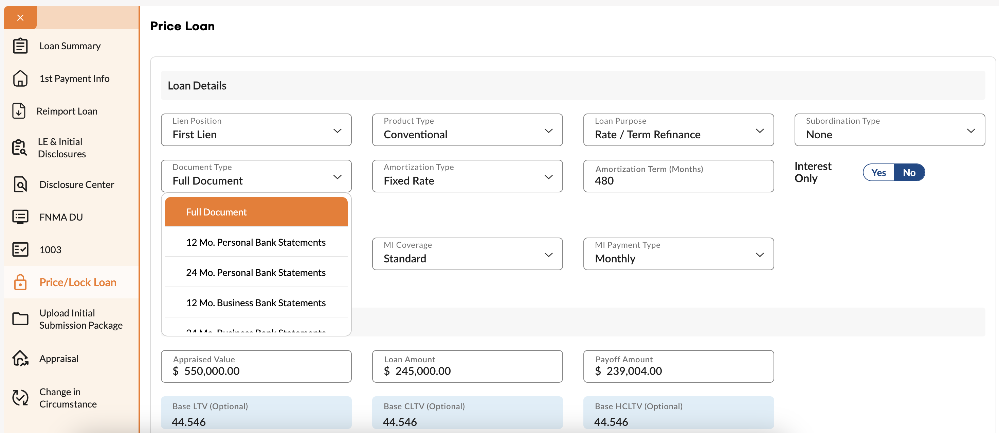 Price Loan
Loan Summary
1st Payment Info
Reimport Loan
LE & Initial
Disclosures
Disclosure Center
FNMA DU
1003
Price/Lock Loan
Upload Initial
Submission Package
Appraisal
Change in
Circumstance
Loan Details
Lien Position
First Lien
Product Type
Conventional
Loan Purpose
Rate / Term Refinance
Subordination Type
None
Document Type
Full Document
Amortization Type
Fixed Rate
Amortization Term (Months)
480
Interest
Only
Yes
No
Full Document
12 Mo. Personal Bank Statements
24 Mo. Personal Bank Statements
12 Mo. Business Bank Statements
24 Mo. Business Bank Statements
MI Coverage
Standard
MI Payment Type
Monthly
Appraised Value
$ 550,000.00
Loan Amount
$ 245,000.00
Payoff Amount
$ 239,004.00
Base LTV (Optional)
44.546
Base CLTV (Optional)
44.546
Base HCLTV (Optional)
44.546